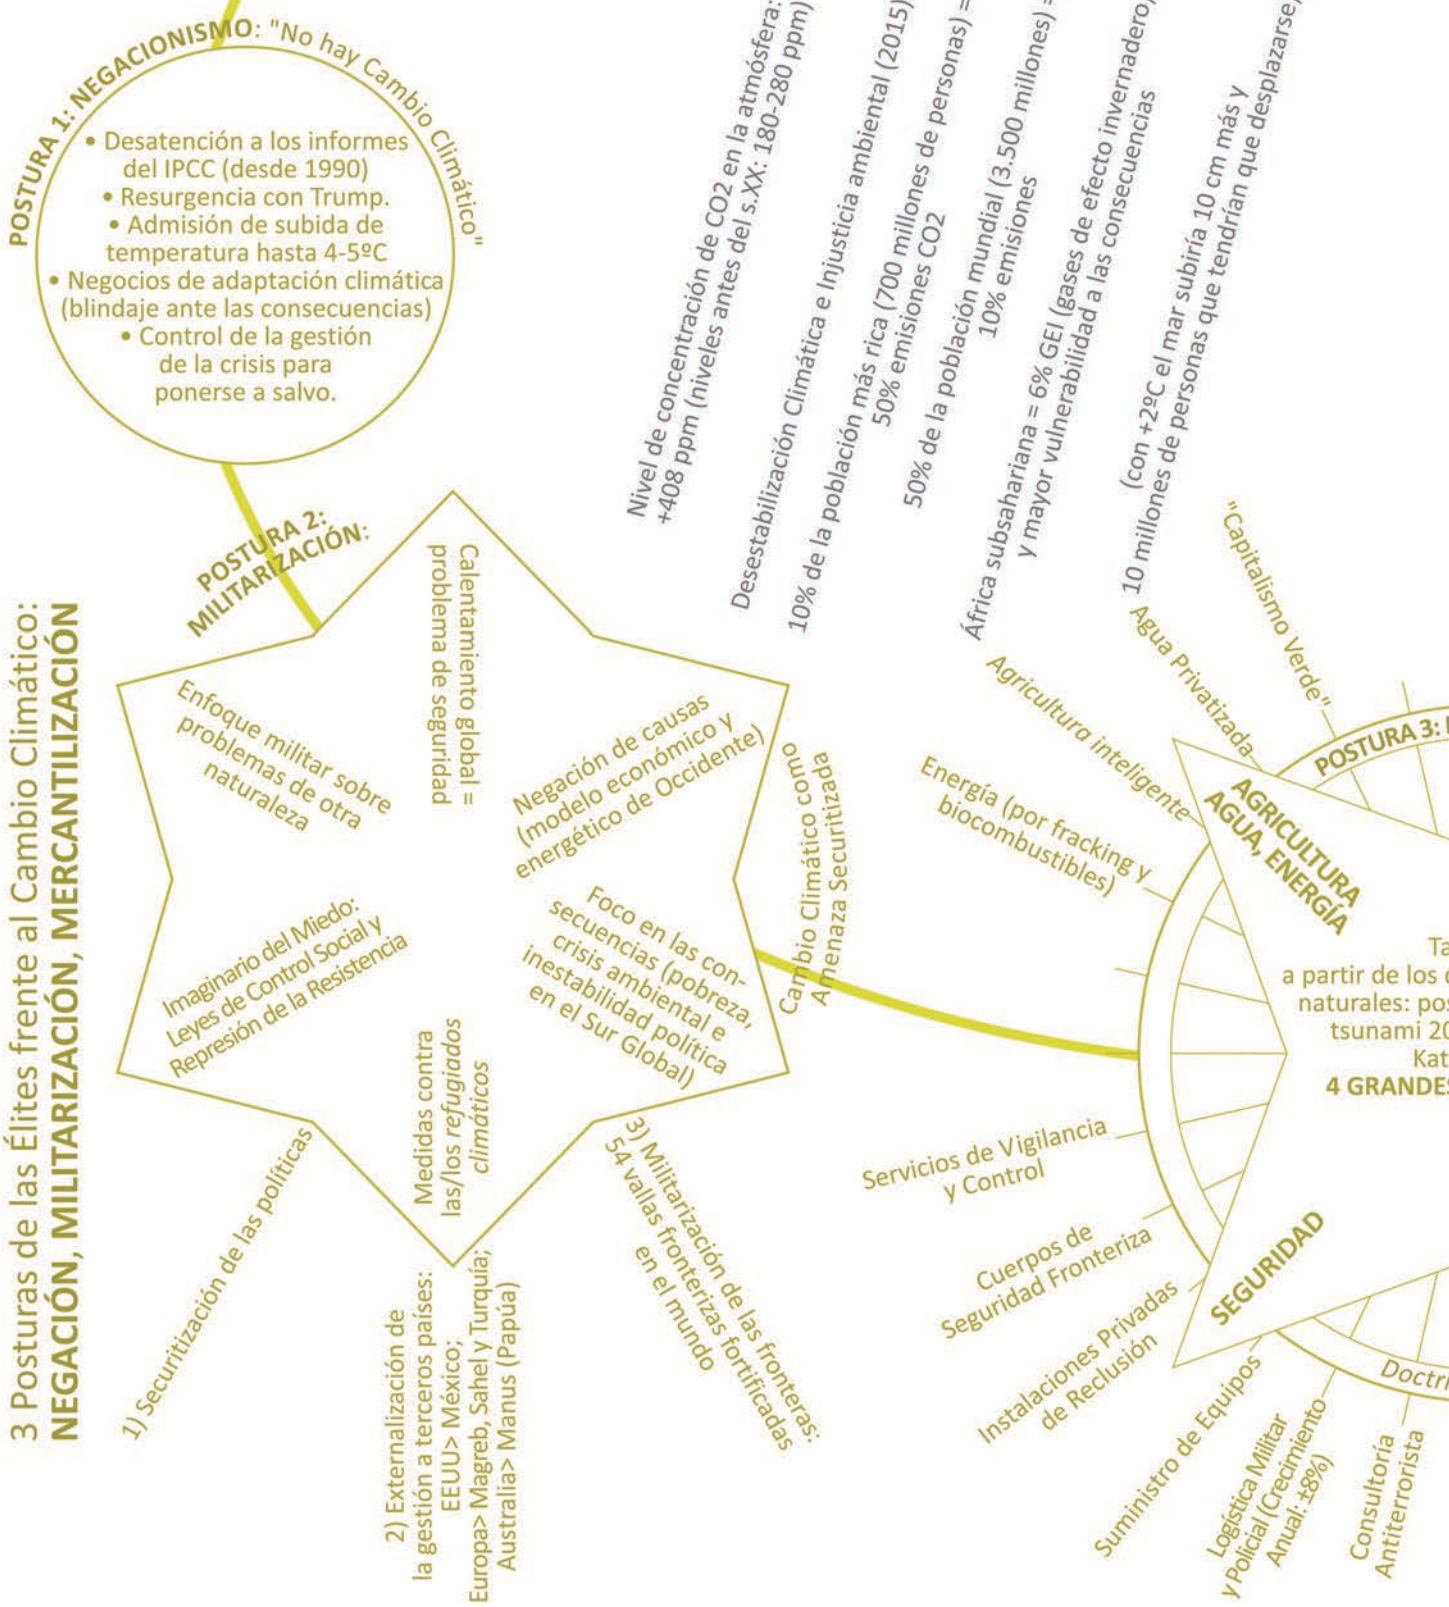 3 Posturas de las Élites frente al Cambio Climático:
NEGACIÓN, MILITARIZACIÓN, MERCANTILIZACIÓN
POSTURA 1: NEGACIONISMO: "No hay Cambio Climático"
• Desatención a los informes
del IPCC (desde 1990)
• Resurgencia con Trump.
• Admisión de subida de
temperatura hasta 4-5ºC
• Negocios de adaptación climática
(blindaje ante las consecuencias)
• Control de la gestión
de la crisis para
ponerse a salvo.
POSTURA 2:
MILITARIZACIÓN:
Calentamiento global =
problema de seguridad
Enfoque militar sobre
problemas de otra
naturaleza
Negación de causas
(modelo económico y
energético de Occidente)
Imaginario del Miedo:
Leyes de Control Social y
Represión de la Resistencia
Foco en las con-
secuencias (pobreza,
crisis ambiental e
inestabilidad política
en el Sur Global)
Medidas contra
las/los refugiados
climáticos
1) Securitización de las políticas
2) Externalización de
la gestión a terceros países:
EEUU> México;
Europa> Magreb, Sahel y Turquía;
Australia> Manus (Papúa)
3) Militarización de las fronteras:
54 vallas fronterizas fortificadas
en el mundo
Cambio Climático como
Amenaza Securitizada
Nivel de concentración de CO2 en la atmósfera:
+408 ppm (niveles antes del s.XX: 180-280 ppm)
Desestabilización Climática e Injusticia ambiental (2015)
10% de la población más rica (700 millones de personas) =
50% emisiones CO2
50% de la población mundial (3.500 millones) =
10% emisiones
África subsahariana = 6% GEI (gases de efecto invernadero)
y mayor vulnerabilidad a las consecuencias
(con +2ºC el mar subiría 10 cm más y
10 millones de personas que tendrían que desplazarse)
"Capitalismo Verde"
Agua Privatizada
Agricultura inteligente
Energía (por fracking y
biocombustibles)
POSTURA 3:
AGRICULTURA
AGUA, ENERGÍA
a partir de los
naturales:
tsunami
4 GRANDES
SEGURIDAD
Servicios de Vigilancia
y Control
Cuerpos de
Seguridad Fronteriza
Instalaciones Privadas
de Reclusión
Suministro de Equipos
Logística Militar
y Policial (Crecimiento
Anual: ±8%)
Consultoría
Antiterrorista